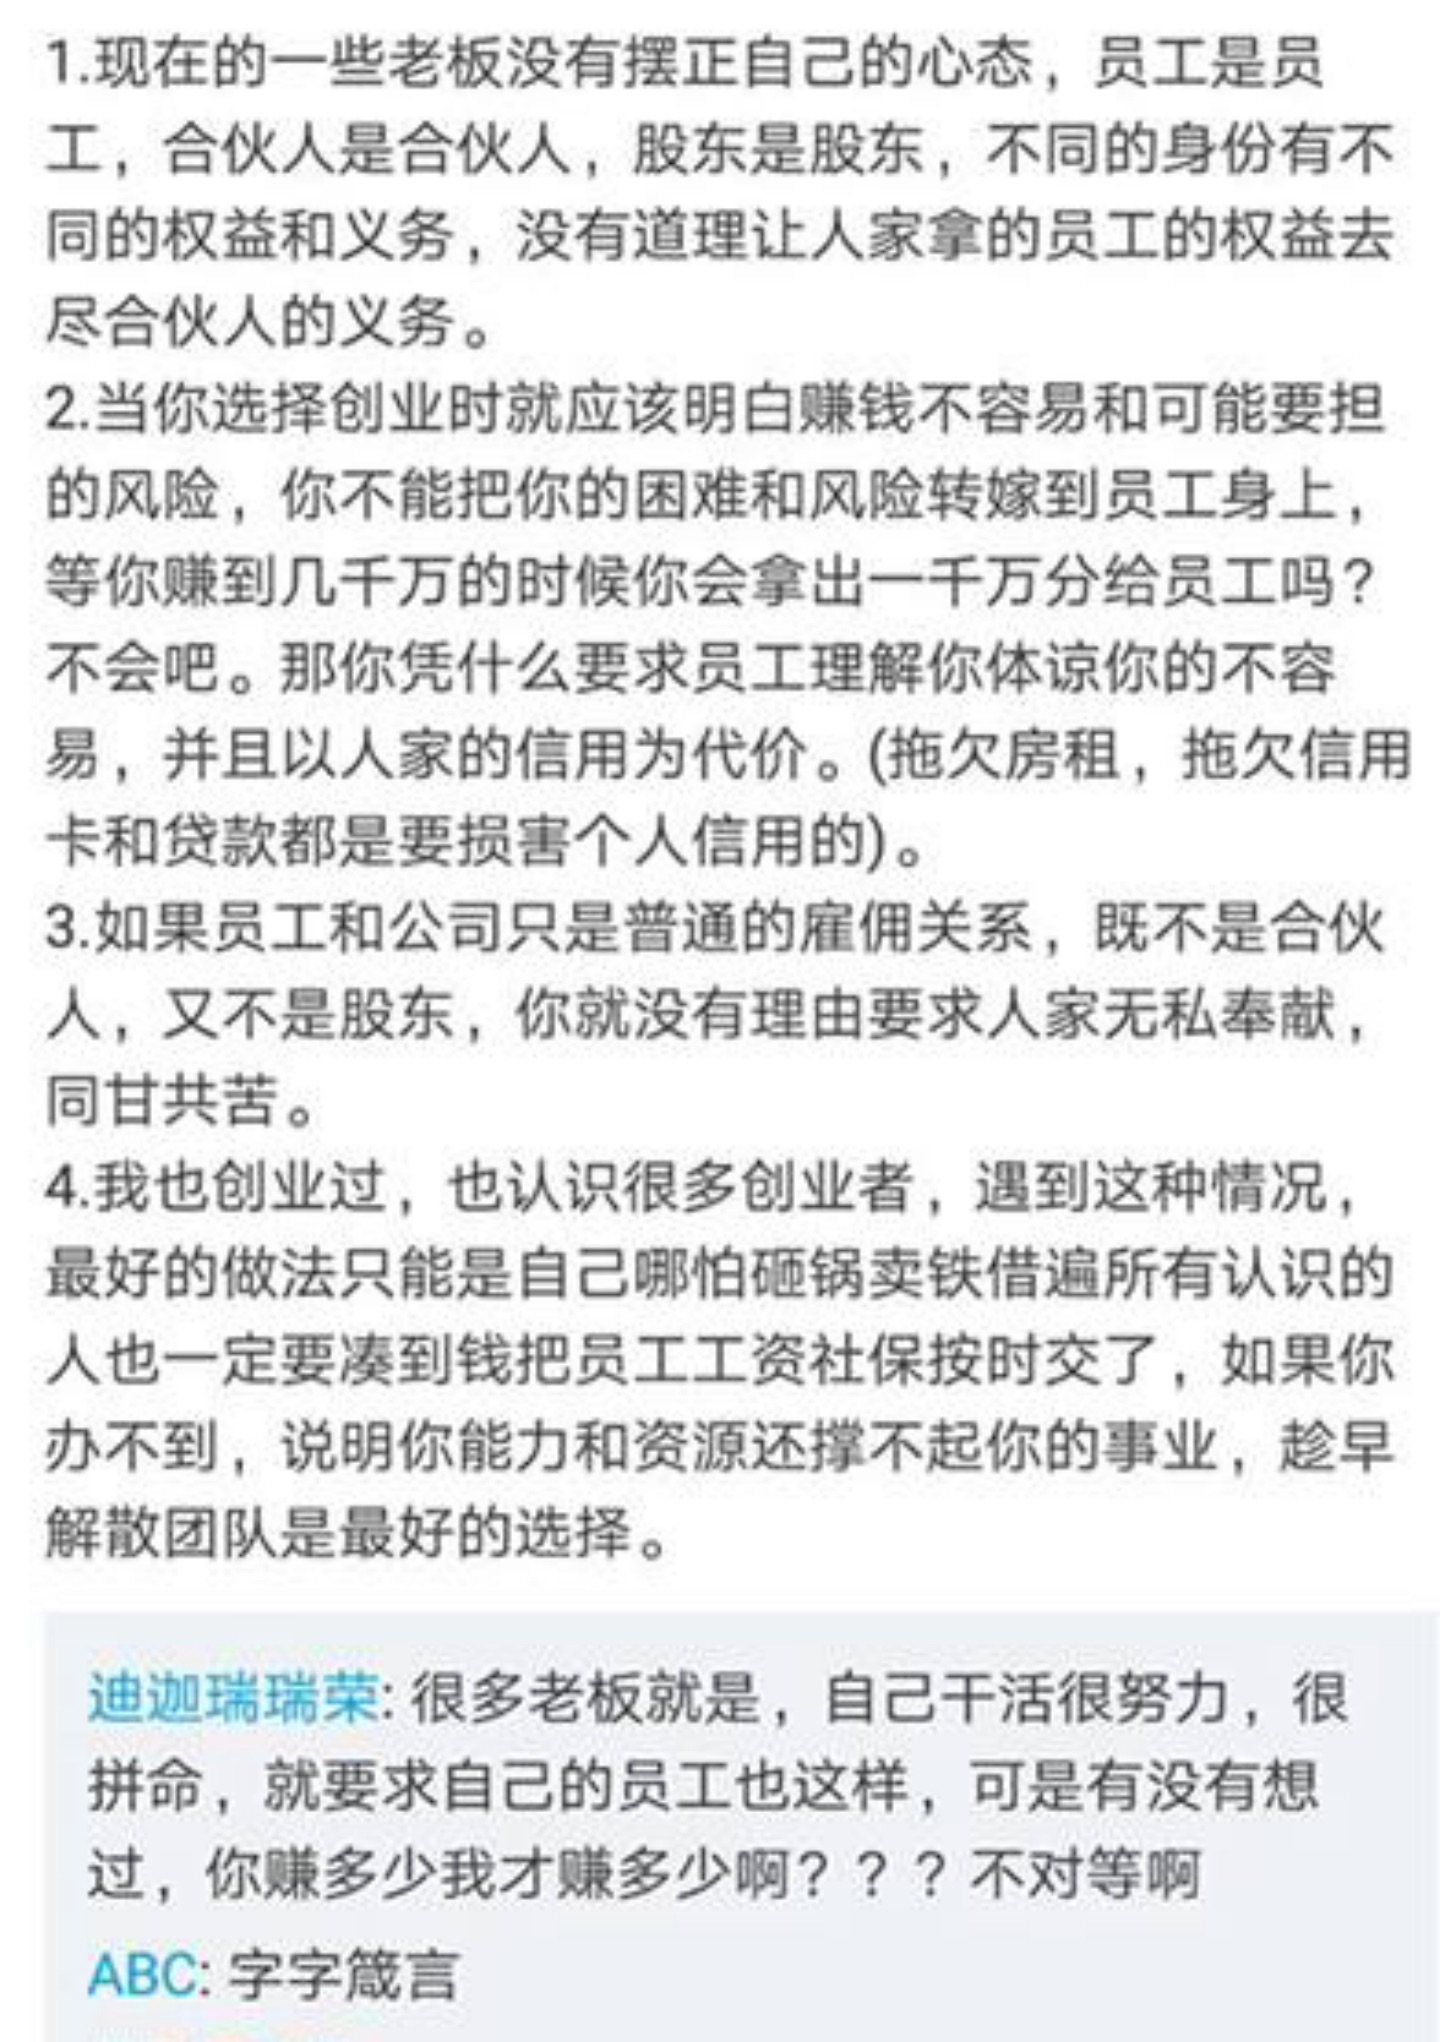 1.现在的一些老板没有摆正自己的心态，员工是员
工，合伙人是合伙人，股东是股东，不同的身份有不
同的权益和义务，没有道理让人家拿的员工的权益去
尽合伙人的义务。
2.当你选择创业时就应该明白赚钱不容易和可能要担
的风险，你不能把你的困难和风险转嫁到员工身上，
等你赚到几千万的时候你会拿出一千万分给员工吗？
不会吧。那你凭什么要求员工理解你体谅你的不容
易，并且以人家的信用为代价。(拖欠房租，拖欠信用
卡和贷款都是要损害个人信用的)。
3.如果员工和公司只是普通的雇佣关系，既不是合伙
人，又不是股东，你就没有理由要求人家无私奉献，
同甘共苦。
4.我也创业过，也认识很多创业者，遇到这种情况，
最好的做法只能是自己哪怕砸锅卖铁借遍所有认识的
人也一定要凑到钱把员工工资社保按时交了，如果你
办不到，说明你能力和资源还撑不起你的事业，趁早
解散团队是最好的选择。
迪迦瑞瑞荣: 很多老板就是，自己干活很努力，很
拼命，就要求自己的员工也这样，可是有没有想
过，你赚多少我才赚多少啊？？？不对等啊
ABC: 字字箴言